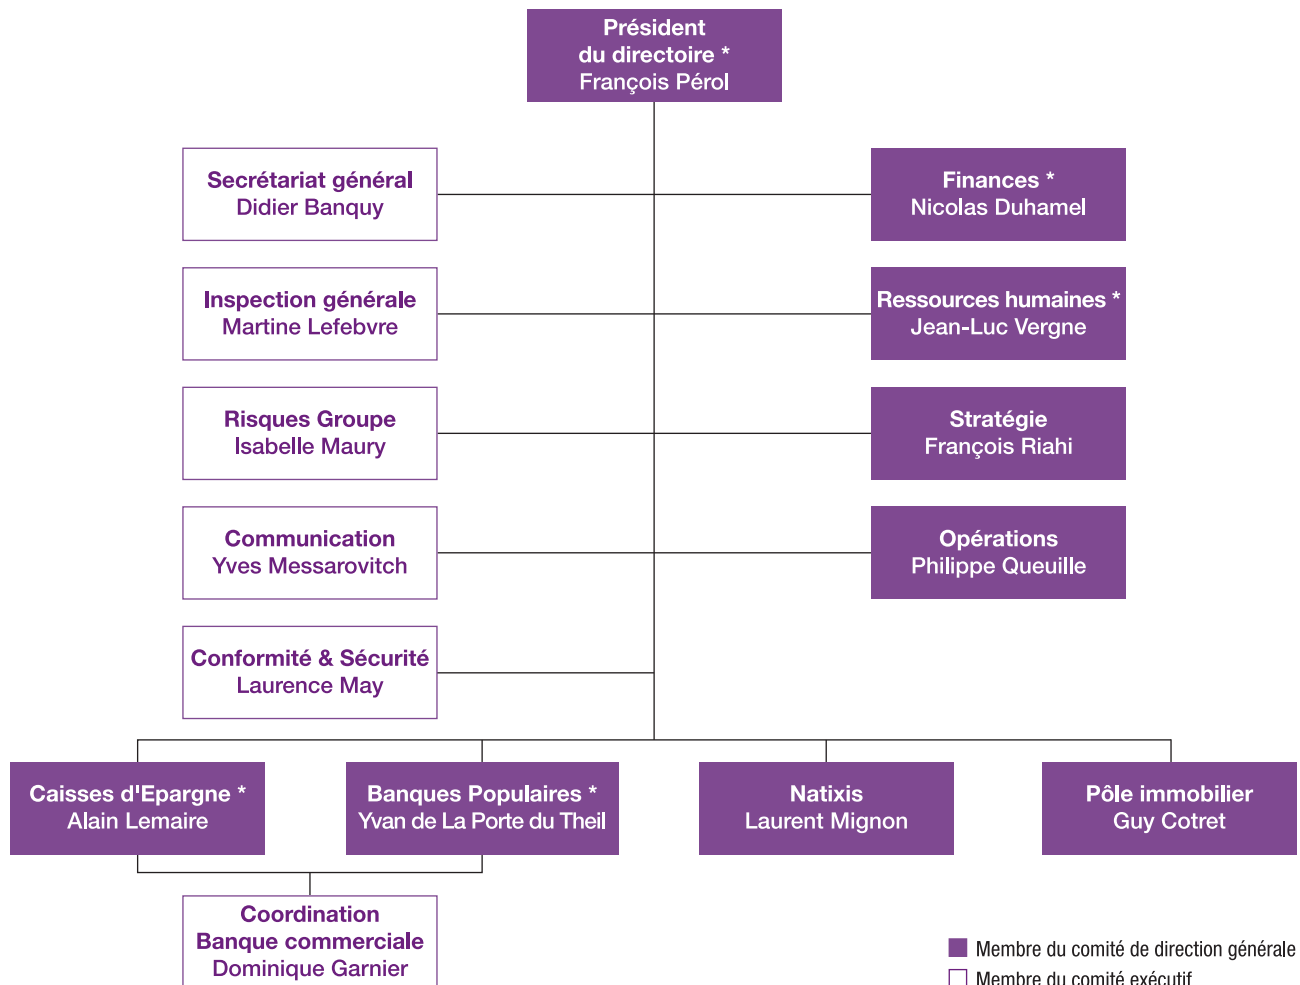 Président
du directoire *
François Pérol
Secrétariat général
Didier Banquy
Finances *
Nicolas Duhamel
Inspection générale
Martine Lefebvre
Ressources humaines *
Jean-Luc Vergne
Risques Groupe
Isabelle Maury
Stratégie
François Riahi
Communication
Yves Messarovitch
Opérations
Philippe Queuille
Conformité & Sécurité
Laurence May
Caisses d'Epargne *
Alain Lemaire
Banques Populaires *
Yvan de La Porte du Theil
Natixis
Laurent Mignon
Pôle immobilier
Guy Cotret
Coordination
Banque commerciale
Dominique Garnier
Membre du comité de direction générale
Membre du comité exécutif